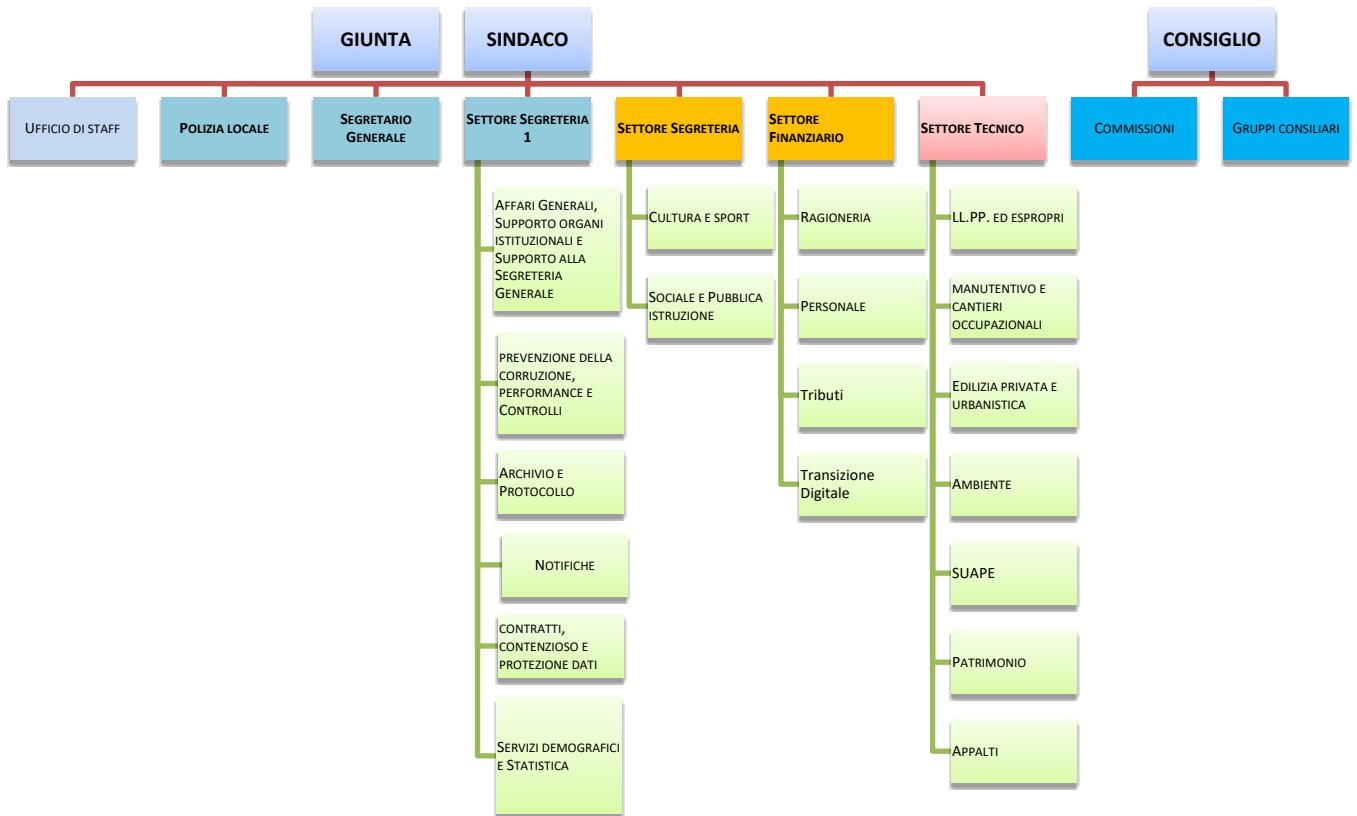 GIUNTA
SINDACO
CONSIGLIO
UFFICIO DI STAFF
POLIZIA LOCALE
SEGRETARIO
GENERALE
SETTORE SEGRETERIA
1
SETTORE SEGRETERIA
SETTORE
FINANZIARIO
SETTORE TECNICO
COMMISSIONI
GRUPPI CONSILIARI
AFFARI GENERALI,
SUPPORTO ORGANI
ISTITUZIONALI E
SUPPORTO ALLA
SEGRETERIA
GENERALE
PREVENZIONE DELLA
CORRUZIONE,
PERFORMANCE E
CONTROLLI
ARCHIVIO E
PROTOCOLLO
NOTIFICHE
CONTRATTI,
CONTENZIOSO E
PROTEZIONE DATI
SERVIZI DEMOGRAFICI
E STATISTICA
CULTURA E SPORT
SOCIALE E PUBBLICA
ISTRUZIONE
RAGIONERIA
PERSONALE
Tributi
Transizione
Digitale
LL.PP. ED ESPROPRI
MANUTENTIVO E
CANTIERI
OCCUPAZIONALI
EDILIZIA PRIVATA E
URBANISTICA
AMBIENTE
SUAPE
PATRIMONIO
APPALTI